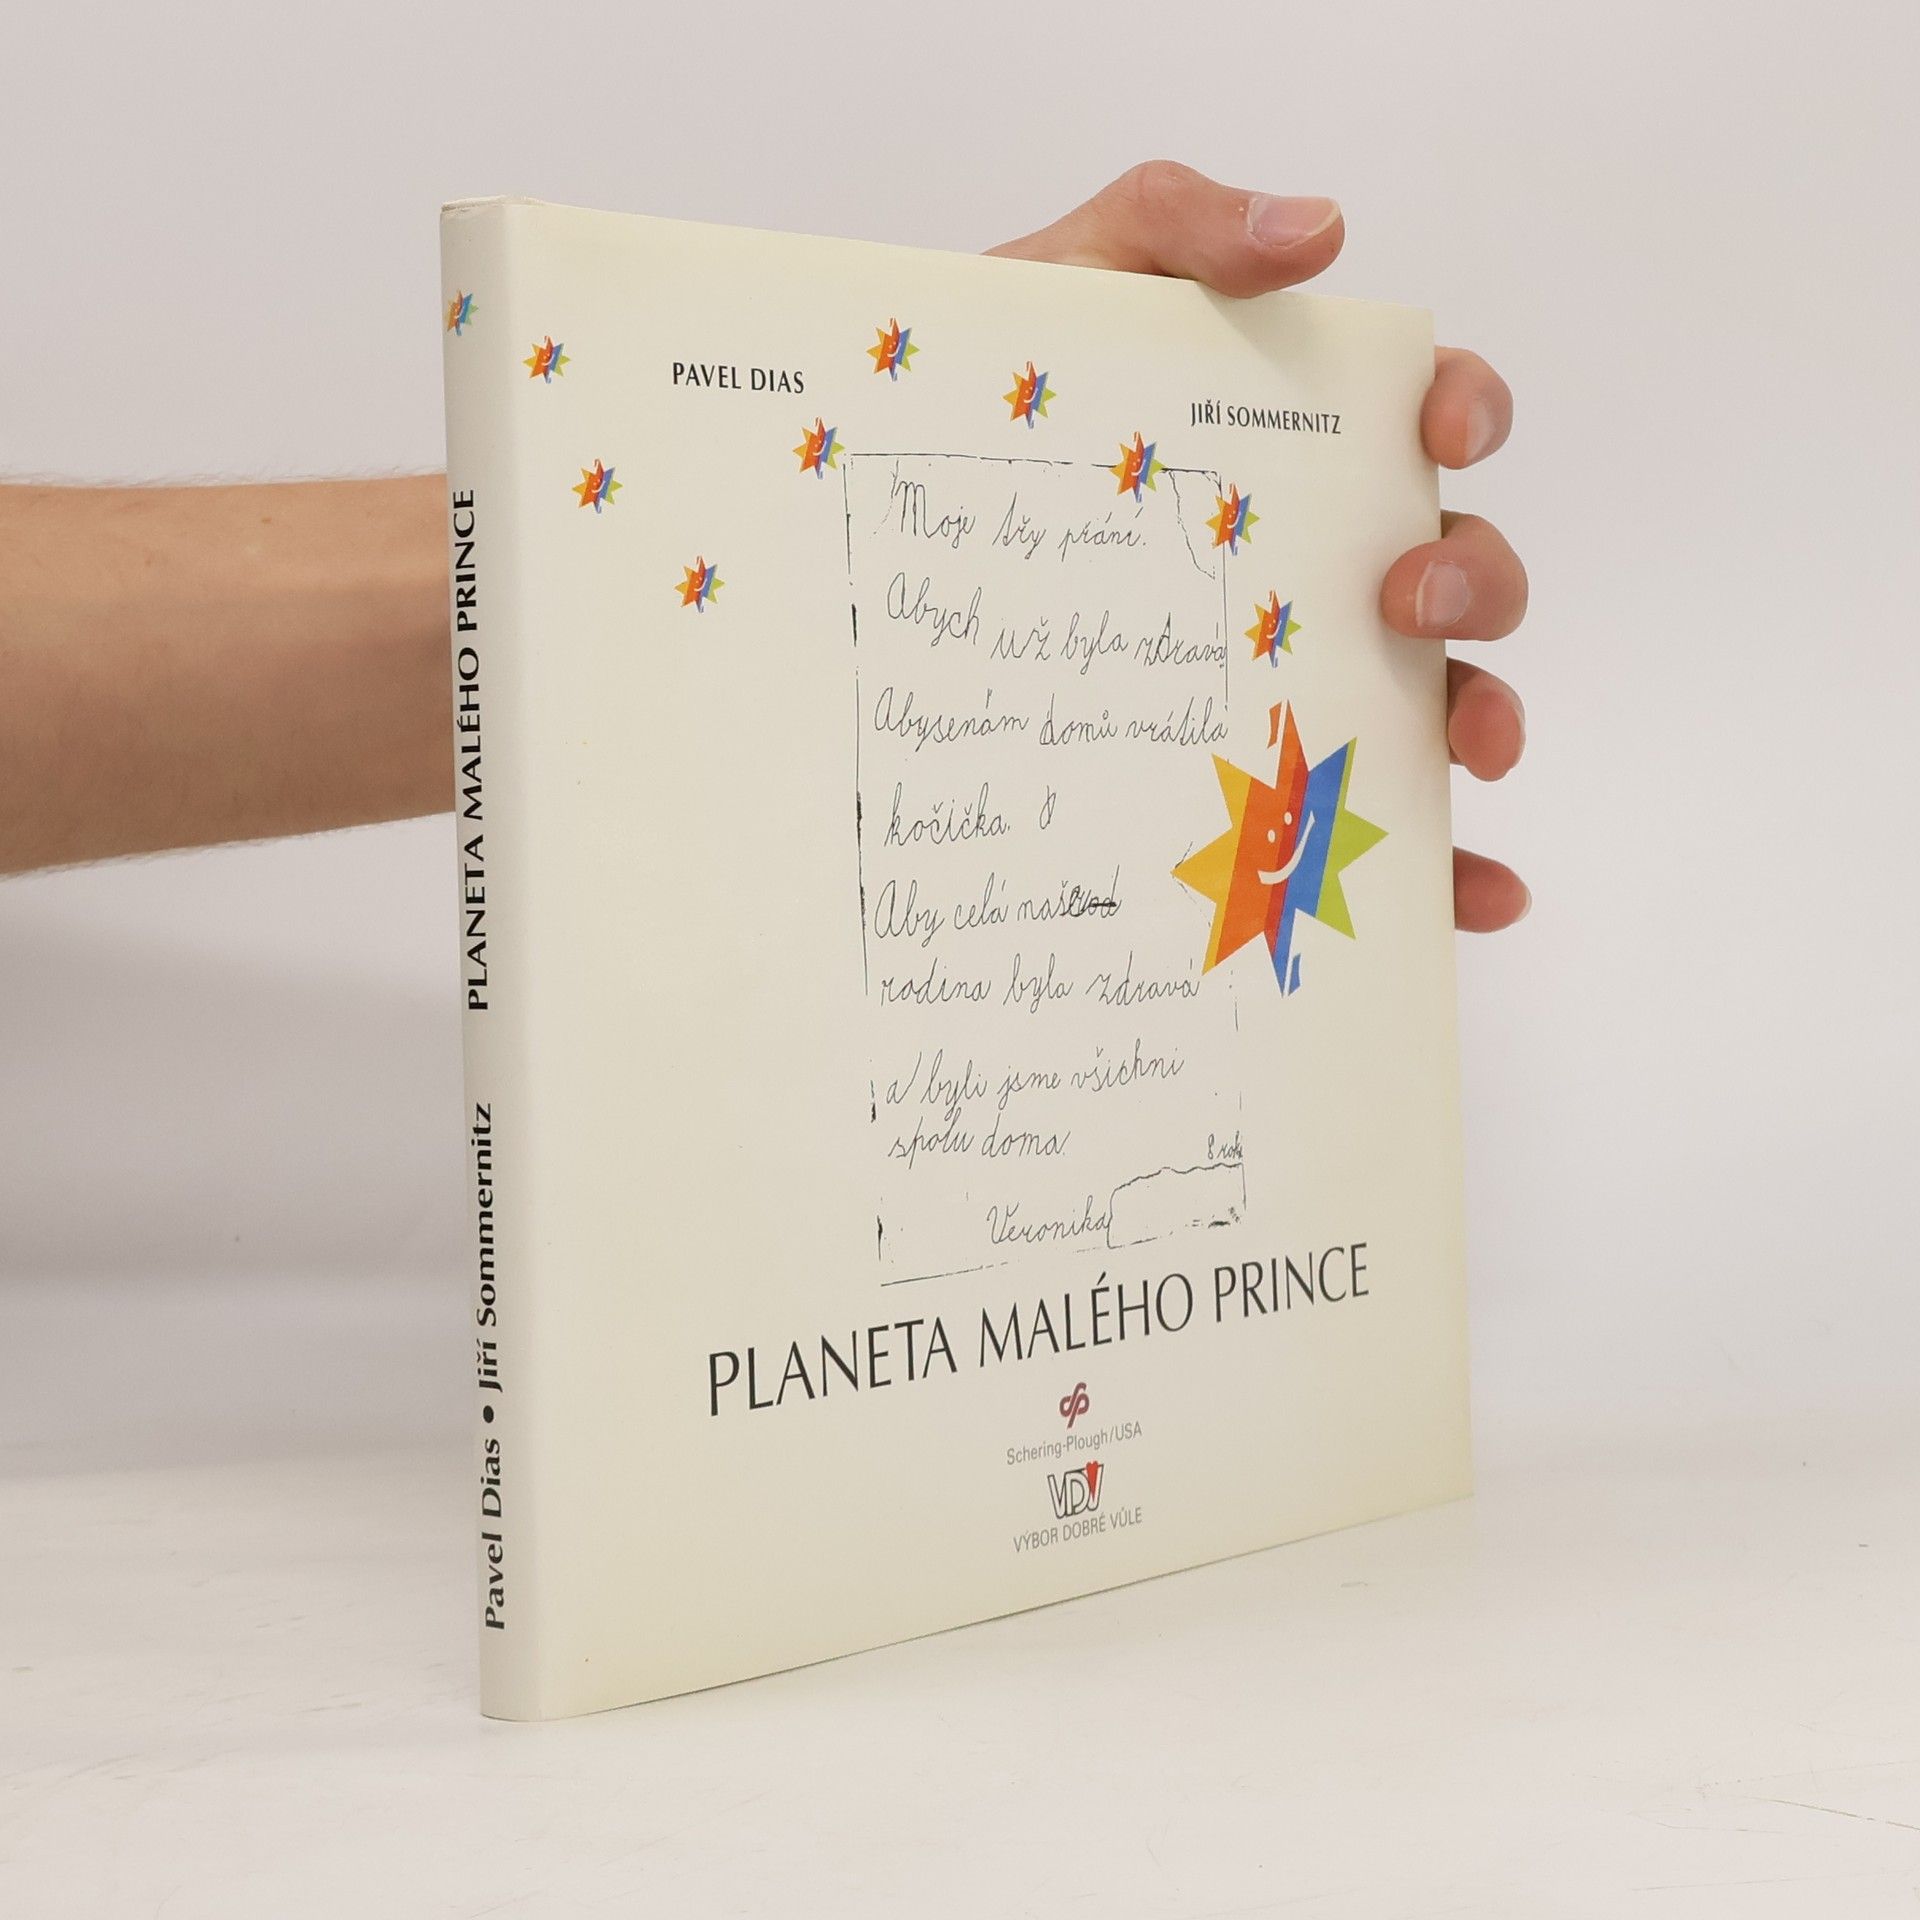 PLANETA MALÉHO PRINCE
Pavel Dias • Jiří Sommernitz
PAVEL DIAS
JIŘÍ SOMMERNITZ
Moje tři přání.
Abych už byla zdravá
Abysenám domů vrátila
kočička.
Aby celá naše
rodina byla zdravá
a byli jsme všichni
spolu doma.
8 roků
Veronika
PLANETA MALÉHO PRINCE
Schering-Plough/USA
VDV
VÝBOR DOBRÉ VŮLE